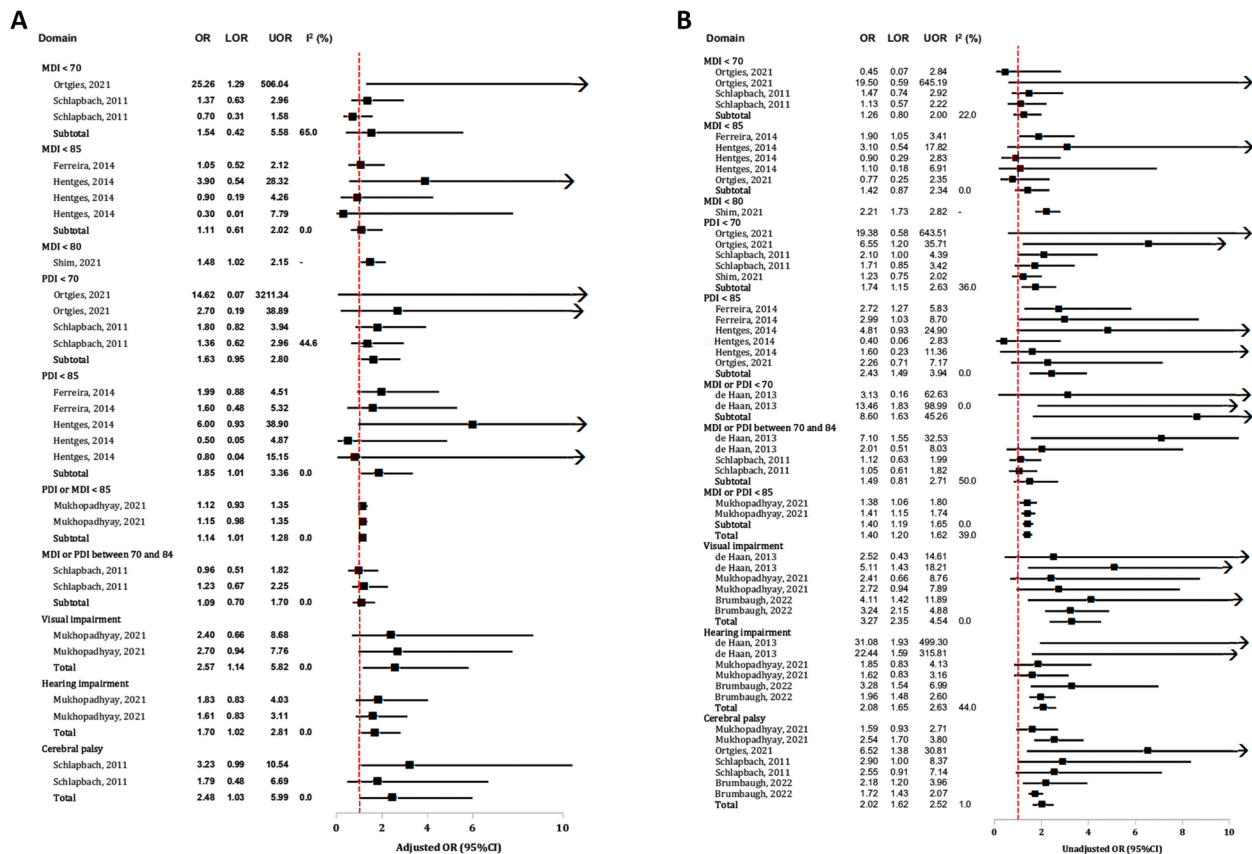 A
Domain OR LOR UOR I² (%)
MDI < 70
Ortgies, 2021 25.26 1.29 506.04
Schlapbach, 2011 1.37 0.63 2.96
Schlapbach, 2011 0.70 0.31 1.58
Subtotal 1.54 0.42 5.58 65.0
MDI < 85
Ferreira, 2014 1.05 0.52 2.12
Hentges, 2014 3.90 0.54 28.32
Hentges, 2014 0.90 0.19 4.26
Hentges, 2014 0.30 0.01 7.79
Subtotal 1.11 0.61 2.02 0.0
MDI < 80
Shim, 2021 1.48 1.02 2.15 -
PDI < 70
Ortgies, 2021 14.62 0.07 3211.34
Ortgies, 2021 2.70 0.19 38.89
Schlapbach, 2011 1.80 0.82 3.94
Schlapbach, 2011 1.36 0.62 2.96 44.6
Subtotal 1.63 0.95 2.80
PDI < 85
Ferreira, 2014 1.99 0.88 4.51
Ferreira, 2014 1.60 0.48 5.32
Hentges, 2014 6.00 0.93 38.90
Hentges, 2014 0.50 0.05 4.87
Hentges, 2014 0.80 0.04 15.15
Subtotal 1.85 1.01 3.36 0.0
PDI or MDI < 85
Mukhopadhyay, 2021 1.12 0.93 1.35
Mukhopadhyay, 2021 1.15 0.98 1.35
Subtotal 1.14 1.01 1.28 0.0
MDI or PDI between 70 and 84
Schlapbach, 2011 0.96 0.51 1.82
Schlapbach, 2011 1.23 0.67 2.25
Subtotal 1.09 0.70 1.70 0.0
Visual impairment
Mukhopadhyay, 2021 2.40 0.66 8.68
Mukhopadhyay, 2021 2.70 0.94 7.76
Total 2.57 1.14 5.82 0.0
Hearing impairment
Mukhopadhyay, 2021 1.83 0.83 4.03
Mukhopadhyay, 2021 1.61 0.83 3.11
Total 1.70 1.02 2.81 0.0
Cerebral palsy
Schlapbach, 2011 3.23 0.99 10.54
Schlapbach, 2011 1.79 0.48 6.69
Total 2.48 1.03 5.99 0.0
0 2 4 6 8 10
Adjusted OR (95%CI)
B
Domain OR LOR UOR I² (%)
MDI < 70
Ortgies, 2021 0.45 0.07 2.84
Ortgies, 2021 19.50 0.59 645.19
Schlapbach, 2011 1.47 0.74 2.92
Schlapbach, 2011 1.13 0.57 2.22
Subtotal 1.26 0.80 2.00 22.0
MDI < 85
Ferreira, 2014 1.90 1.05 3.41
Hentges, 2014 3.10 0.54 17.82
Hentges, 2014 0.90 0.29 2.83
Hentges, 2014 1.10 0.18 6.91
Ortgies, 2021 0.77 0.25 2.35
Subtotal 1.42 0.87 2.34 0.0
MDI < 80
Shim, 2021 2.21 1.73 2.82 -
PDI < 70
Ortgies, 2021 19.38 0.58 643.51
Ortgies, 2021 6.55 1.20 35.71
Schlapbach, 2011 2.10 1.00 4.39
Schlapbach, 2011 1.71 0.85 3.42
Shim, 2021 1.23 0.75 2.02
Subtotal 1.74 1.15 2.63 36.0
PDI < 85
Ferreira, 2014 2.72 1.27 5.83
Ferreira, 2014 2.99 1.03 8.70
Hentges, 2014 4.81 0.93 24.90
Hentges, 2014 0.40 0.06 2.83
Hentges, 2014 1.60 0.23 11.36
Ortgies, 2021 2.26 0.71 7.17
Subtotal 2.43 1.49 3.94 0.0
MDI or PDI < 70
de Haan, 2013 3.13 0.16 62.63
de Haan, 2013 13.46 1.83 98.99 0.0
Subtotal 8.60 1.63 45.26
MDI or PDI between 70 and 84
de Haan, 2013 7.10 1.55 32.53
de Haan, 2013 2.01 0.51 8.03
Schlapbach, 2011 1.12 0.63 1.99
Schlapbach, 2011 1.05 0.61 1.82
Subtotal 1.49 0.81 2.71 50.0
MDI or PDI < 85
Mukhopadhyay, 2021 1.38 1.06 1.80
Mukhopadhyay, 2021 1.41 1.15 1.74
Subtotal 1.40 1.19 1.65 0.0
Total 1.40 1.20 1.62 39.0
Visual impairment
de Haan, 2013 2.52 0.43 14.61
de Haan, 2013 5.11 1.43 18.21
Mukhopadhyay, 2021 2.41 0.66 8.76
Mukhopadhyay, 2021 2.72 0.94 7.89
Brumbaugh, 2022 4.11 1.42 11.89
Brumbaugh, 2022 3.24 2.15 4.88
Total 3.27 2.35 4.54 0.0
Hearing impairment
de Haan, 2013 31.08 1.93 499.30
de Haan, 2013 22.44 1.59 315.81
Mukhopadhyay, 2021 1.85 0.83 4.13
Mukhopadhyay, 2021 1.62 0.83 3.16
Brumbaugh, 2022 3.28 1.54 6.99
Brumbaugh, 2022 1.96 1.48 2.60
Total 2.08 1.65 2.63 44.0
Cerebral palsy
Mukhopadhyay, 2021 1.59 0.93 2.71
Mukhopadhyay, 2021 2.54 1.70 3.80
Ortgies, 2021 6.52 1.38 30.81
Schlapbach, 2011 2.90 1.00 8.37
Schlapbach, 2011 2.55 0.91 7.14
Brumbaugh, 2022 2.18 1.20 3.96
Brumbaugh, 2022 1.72 1.43 2.07
Total 2.02 1.62 2.52 1.0
0 2 4 6 8 10
Unadjusted OR (95%CI)